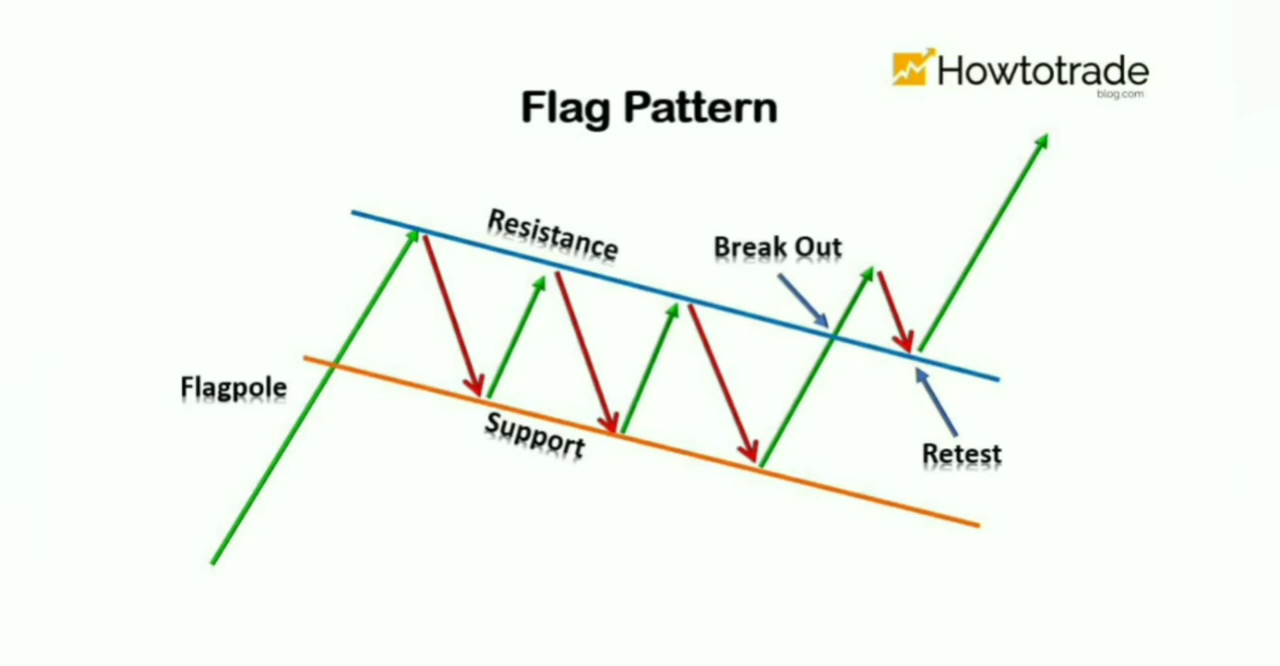 Howtotrade
blog.com
Flag Pattern
Resistance
Break Out
Flagpole
Support
Retest